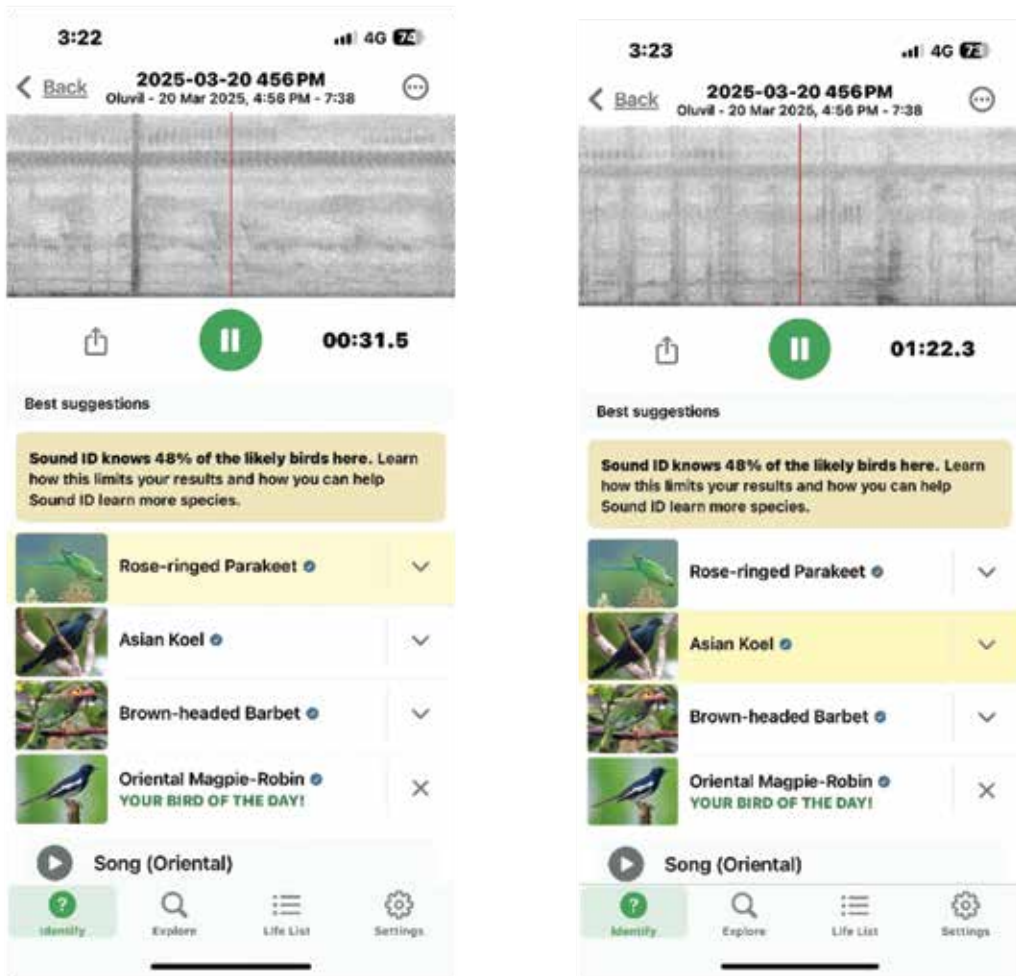 3:22
4G 74
Back
2025-03-20 456 PM
Oluvil - 20 Mar 2025, 4:56 PM - 7:38
00:31.5
Best suggestions
Sound ID knows 48% of the likely birds here. Learn
how this limits your results and how you can help
Sound ID learn more species.
Rose-ringed Parakeet
Asian Koel
Brown-headed Barbet
Oriental Magpie-Robin
YOUR BIRD OF THE DAY!
Song (Oriental)
Identify
Explore
Life List
Settings
3:23
4G 73
Back
2025-03-20 456 PM
Oluvil - 20 Mar 2025, 4:56 PM - 7:38
01:22.3
Best suggestions
Sound ID knows 48% of the likely birds here. Learn
how this limits your results and how you can help
Sound ID learn more species.
Rose-ringed Parakeet
Asian Koel
Brown-headed Barbet
Oriental Magpie-Robin
YOUR BIRD OF THE DAY!
Song (Oriental)
Identify
Explore
Life List
Settings